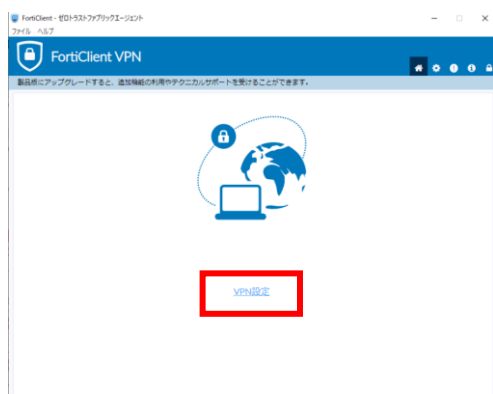 FortiClient - ゼロトラストファブリックエージェント
ファイル ヘルプ
FortiClient VPN
製品版にアップグレードすると、追加機能の利用やテクニカルサポートを受けることができます。
VPN設定